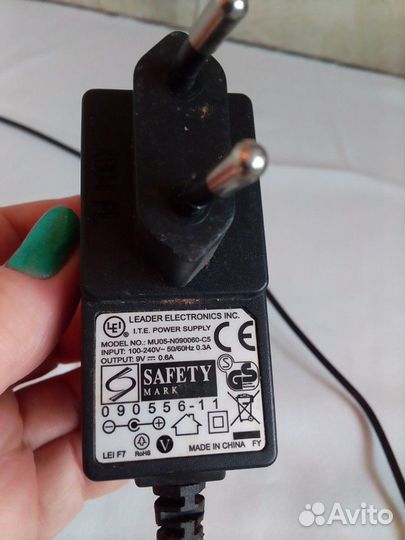 LEI
LEADER ELECTRONICS INC.
I.T.E. POWER SUPPLY
MODEL NO.: MU05-N090060-C5
INPUT: 100-240V~ 50/60Hz 0.3A
OUTPUT: 9V⎓ 0.6A
CE
S
SAFETY
MARK
GS
090556-11
LEI F7
RoHS
V
MADE IN CHINA
FY
Avito